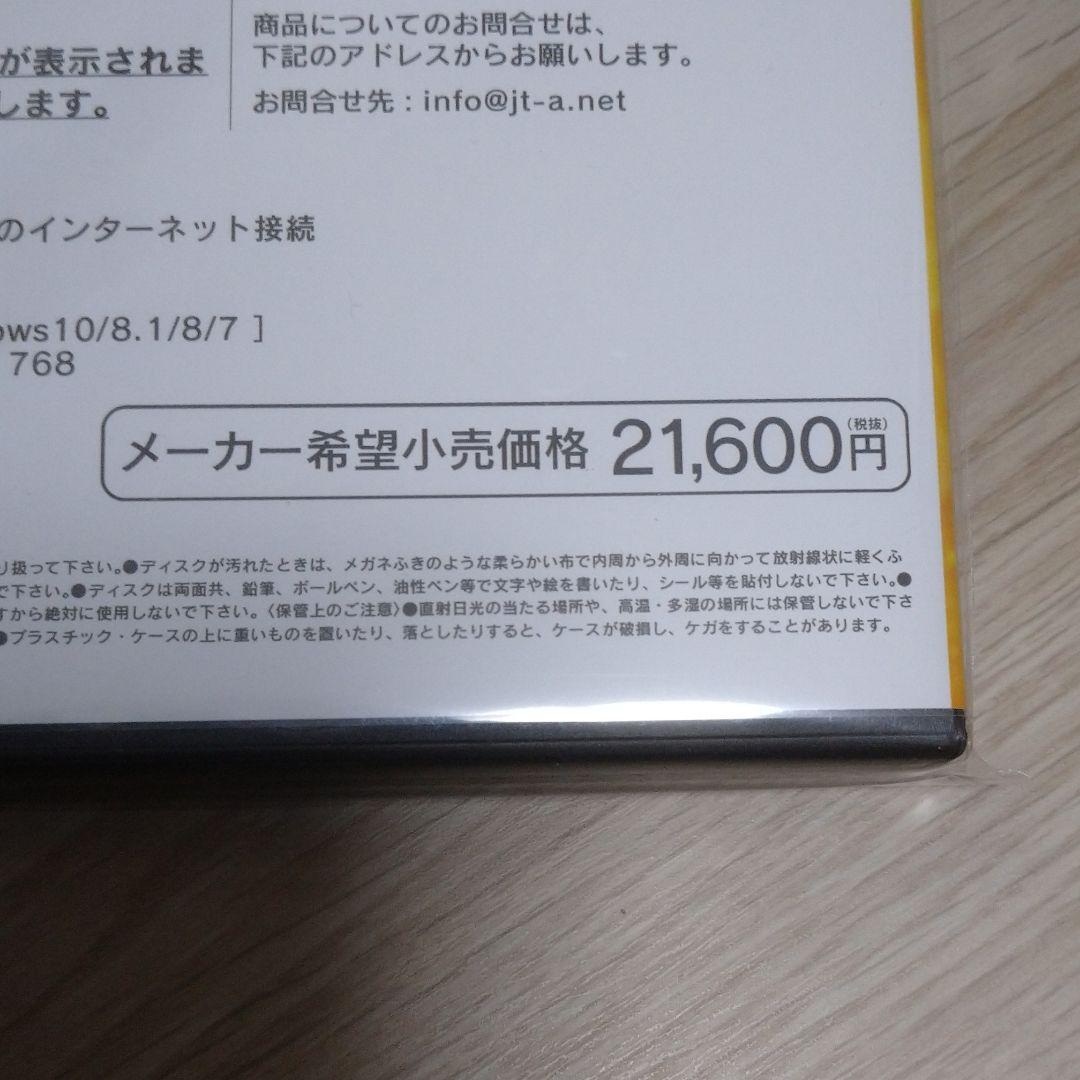 商品についてのお問合せは、
が表示されま
下記のアドレスからお願いします。
します。
お問合せ先：info@jt-a.net
のインターネット接続
ows10/8.1/8/7 ]
768
メーカー希望小売価格 21,600円(税抜)
り扱って下さい。●ディスクが汚れたときは、メガネふきのような柔らかい布で内周から外周に向かって放射線状に軽くふ
で下さい。●ディスクは両面共、鉛筆、ボールペン、油性ペン等で文字や絵を書いたり、シール等を貼付しないで下さい。●
すから絶対に使用しないで下さい。〈保管上のご注意〉●直射日光の当たる場所や、高温・多湿の場所には保管しないで下さ
●プラスチック・ケースの上に重いものを置いたり、落としたりすると、ケースが破損し、ケガをすることがあります。